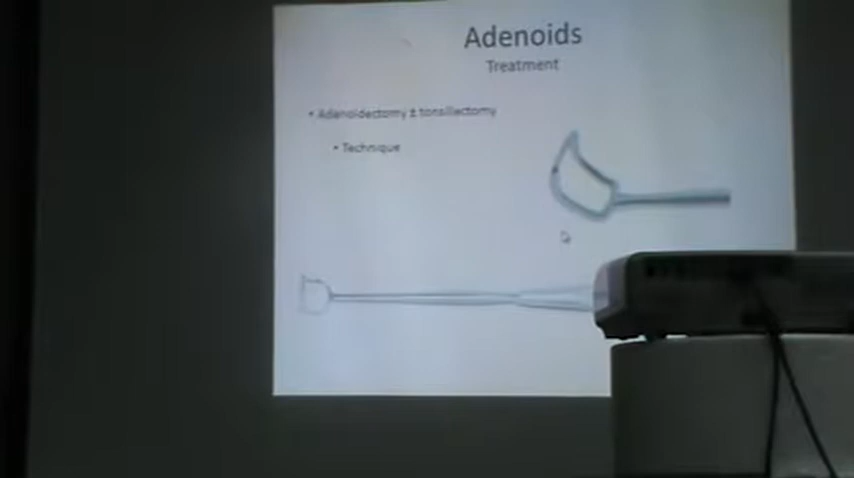 Adenoids
Treatment
• Adenoidectomy ± tonsillectomy
• Technique